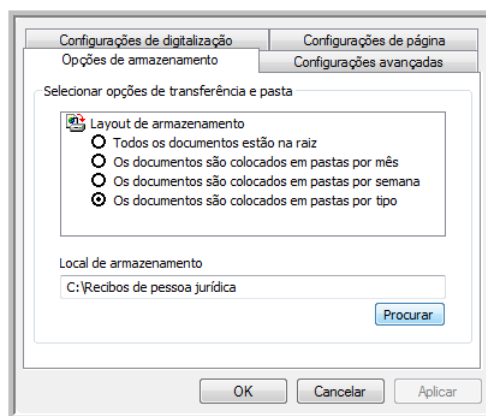 Configurações de digitalização
Configurações de página
Opções de armazenamento
Configurações avançadas
Selecionar opções de transferência e pasta
Layout de armazenamento
Todos os documentos estão na raiz
Os documentos são colocados em pastas por mês
Os documentos são colocados em pastas por semana
Os documentos são colocados em pastas por tipo
Local de armazenamento
C:\Recibos de pessoa jurídica
Procurar
OK
Cancelar
Aplicar